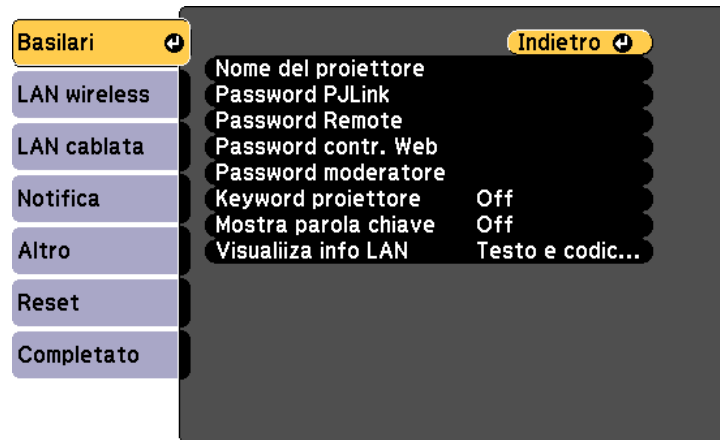 Basilari
LAN wireless
LAN cablata
Notifica
Altro
Reset
Completato
Indietro
Nome del proiettore
Password PJLink
Password Remote
Password contr. Web
Password moderatore
Keyword proiettore Off
Mostra parola chiave Off
Visualiiza info LAN Testo e codic...